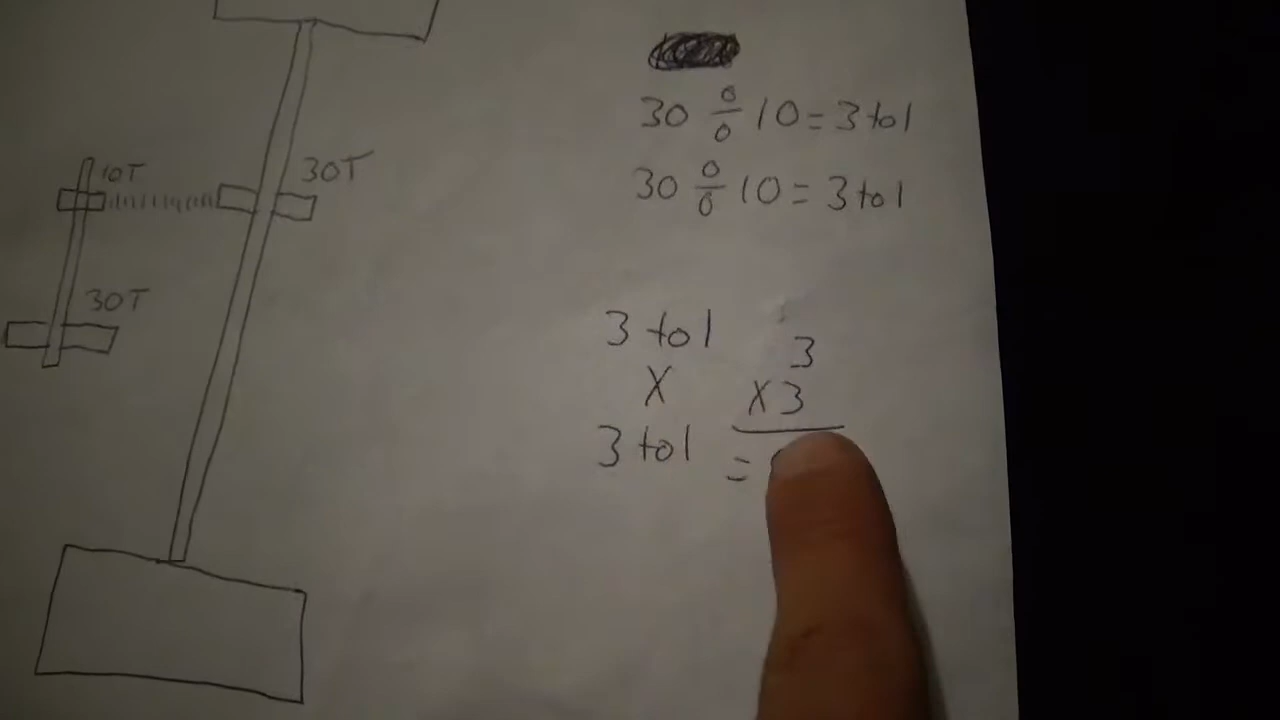 30 ÷ 10 = 3 to 1
30 ÷ 10 = 3 to 1
10T
30T
30T
3 to 1
X
3 to 1
3
X 3
=